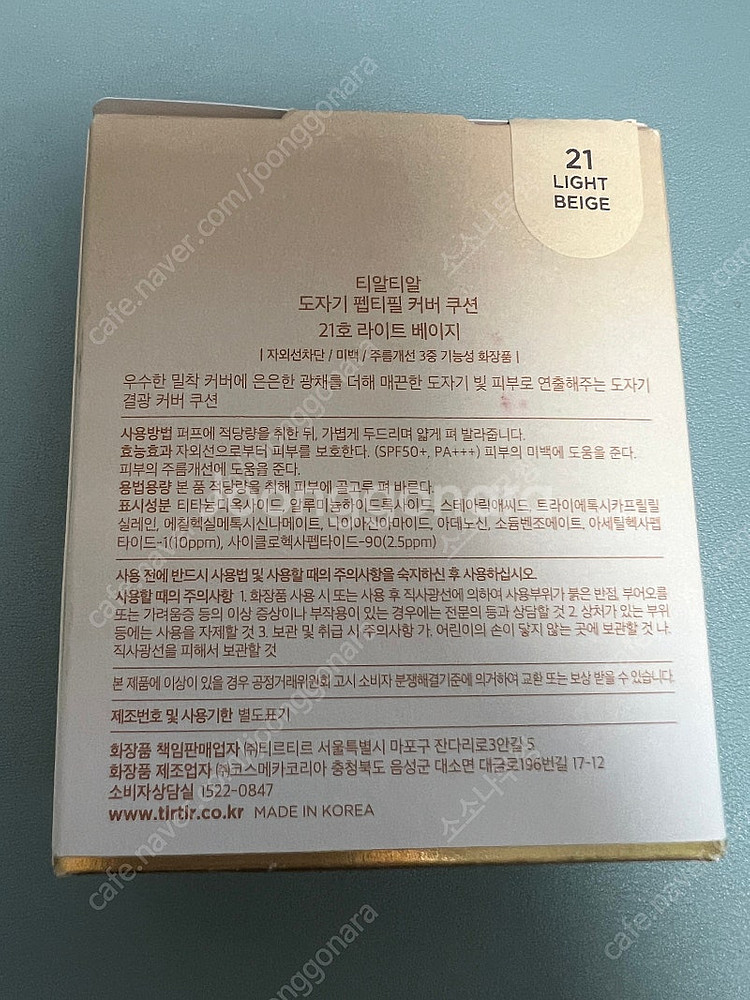 21
LIGHT
BEIGE
티알티알
도자기 펩티필 커버 쿠션
21호 라이트 베이지
| 자외선차단 / 미백 / 주름개선 3중 기능성 화장품 |
우수한 밀착 커버에 은은한 광채를 더해 매끈한 도자기 빛 피부로 연출해주는 도자기
결광 커버 쿠션
사용방법 퍼프에 적당량을 취한 뒤, 가볍게 두드리며 얇게 펴 발라줍니다.
효능효과 자외선으로부터 피부를 보호한다. (SPF50+, PA+++) 피부의 미백에 도움을 준다.
피부의 주름개선에 도움을 준다.
용법용량 본 품 적당량을 취해 피부에 골고루 펴 바른다.
표시성분 티타늄디옥사이드, 알루미늄하이드록사이드, 스테아릭애씨드, 트라이에톡시카프릴릴
실레인, 에칠헥실메톡시신나메이트, 나이아신아마이드, 아데노신, 소듐벤조에이트, 아세틸헥사펩
타이드-1(10ppm), 사이클로헥사펩타이드-90(2.5ppm)
사용 전에 반드시 사용법 및 사용할 때의 주의사항을 숙지하신 후 사용하십시오.
사용할 때의 주의사항 1. 화장품 사용 시 또는 사용 후 직사광선에 의하여 사용부위가 붉은 반점, 부어오름
또는 가려움증 등의 이상 증상이나 부작용이 있는 경우에는 전문의 등과 상담할 것 2. 상처가 있는 부위
등에는 사용을 자제할 것 3. 보관 및 취급 시 주의사항 가. 어린이의 손이 닿지 않는 곳에 보관할 것 나.
직사광선을 피해서 보관할 것
본 제품에 이상이 있을 경우 공정거래위원회 고시 소비자 분쟁해결기준에 의거하여 교환 또는 보상 받을 수 있습니다.
제조번호 및 사용기한 별도표기
화장품 책임판매업자 ㈜티르티르 서울특별시 마포구 잔다리로3안길 5
화장품 제조업자 ㈜코스메카코리아 충청북도 음성군 대소면 대금로196번길 17-12
소비자상담실 1522-0847
www.tirtir.co.kr MADE IN KOREA
cafe.naver.com/joonggonara
joonggonara